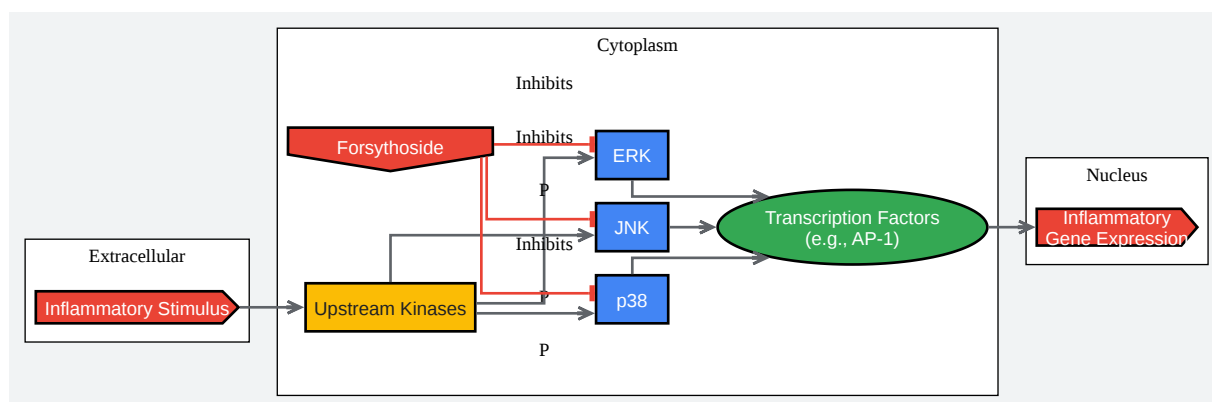 Cytoplasm
Inhibits
Inhibits
Forsythoside
ERK
P
Nucleus
Transcription Factors
(e.g., AP-1)
Inflammatory
Gene Expression
JNK
Inhibits
Extracellular
Inflammatory Stimulus
Upstream Kinases
P
p38
P